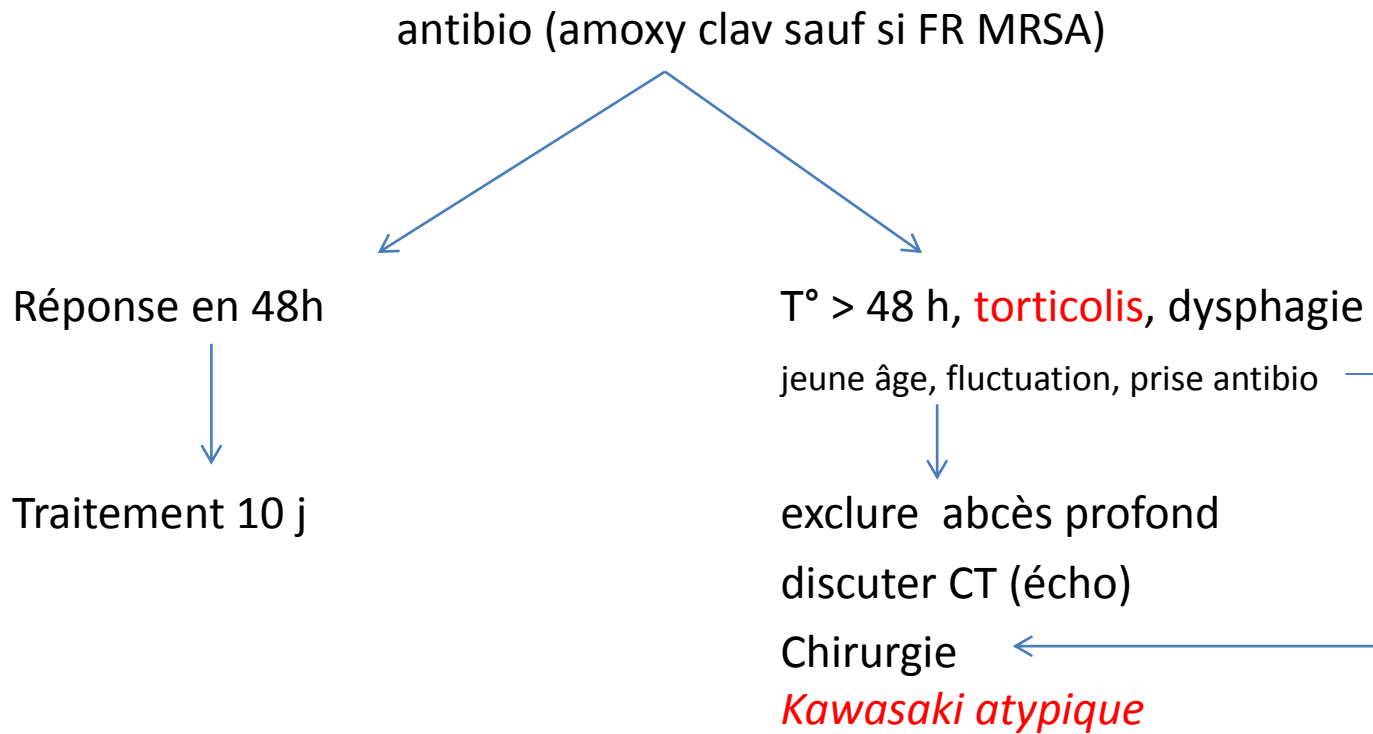 antibio (amoxy clav sauf si FR MRSA)
Réponse en 48h
Traitement 10 j
T° > 48 h, torticolis, dysphagie
jeune âge, fluctuation, prise antibio
exclure abcès profond
discuter CT (écho)
Chirurgie
Kawasaki atypique